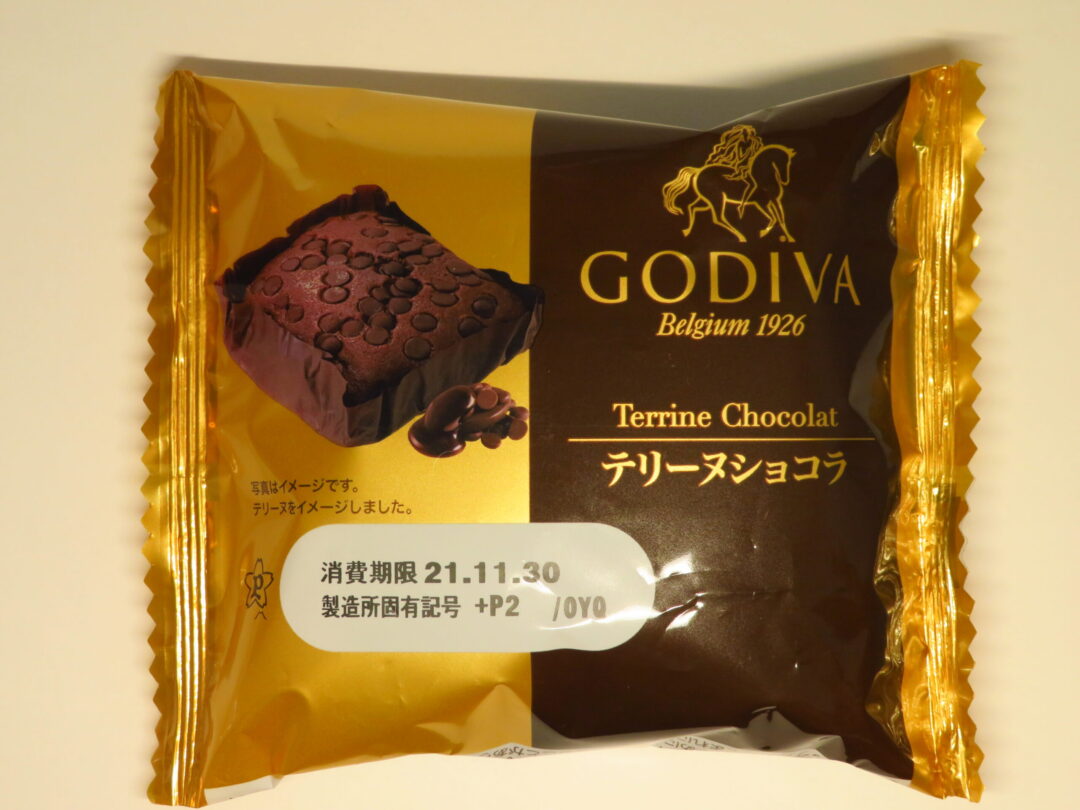 GODIVA
Belgium 1926
Terrine Chocolat
テリーヌショコラ
写真はイメージです。
テリーヌをイメージしました。
P
消費期限 21.11.30
製造所固有記号 +P2 /OYO